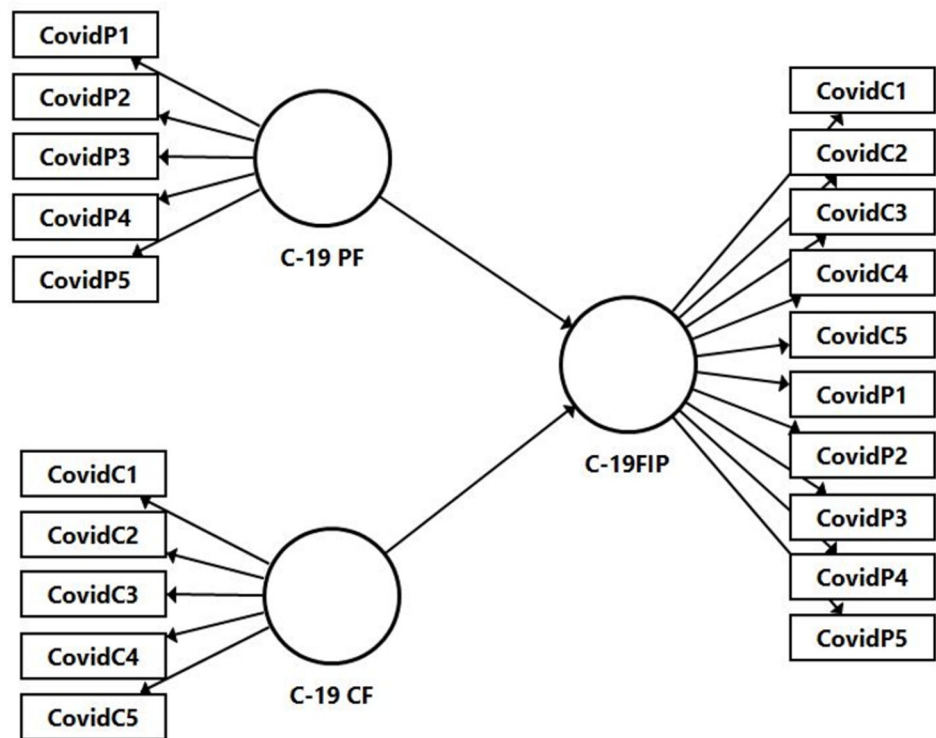 CovidP1
CovidP2
CovidP3
CovidP4
CovidP5
C-19 PF
CovidC1
CovidC2
CovidC3
CovidC4
CovidC5
C-19 CF
C-19FIP
CovidC1
CovidC2
CovidC3
CovidC4
CovidC5
CovidP1
CovidP2
CovidP3
CovidP4
CovidP5